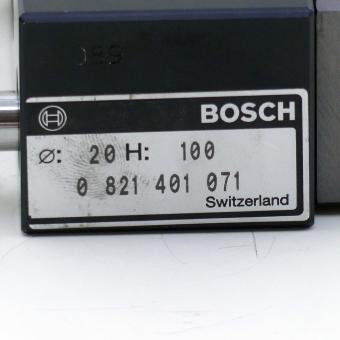 BOSCH
⌀: 20 H: 100
0 821 401 071
Switzerland